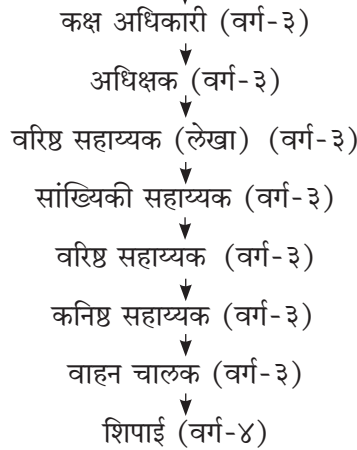 कक्ष अधिकारी (वर्ग-३)
अधिक्षक (वर्ग-३)
वरिष्ठ सहाय्यक (लेखा) (वर्ग-३)
सांख्यिकी सहाय्यक (वर्ग-३)
वरिष्ठ सहाय्यक (वर्ग-३)
कनिष्ठ सहाय्यक (वर्ग-३)
वाहन चालक (वर्ग-३)
शिपाई (वर्ग-४)